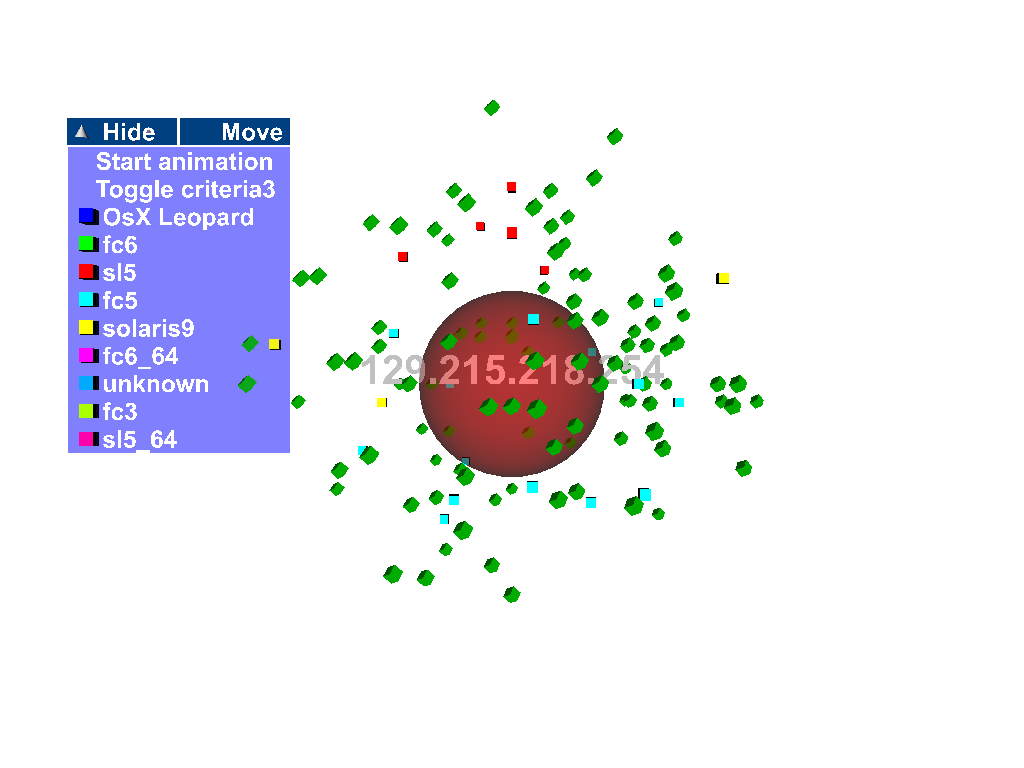 Hide Move
Start animation
Toggle criteria3
OsX Leopard
fc6
sl5
fc5
solaris9
fc6_64
unknown
fc3
sl5_64
129.215.218.254